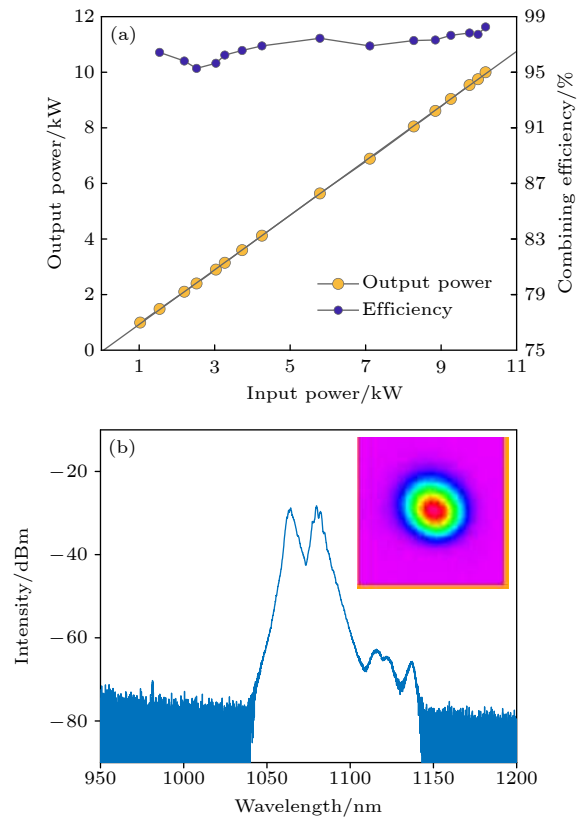 (a)
12
10
8
6
4
2
0
Output power/kW
99
95
91
87
83
79
75
Combining efficiency/%
Output power
Efficiency
1 3 5 7 9 11
Input power/kW
(b)
−20
−40
−60
−80
Intensity/dBm
950 1000 1050 1100 1150 1200
Wavelength/nm